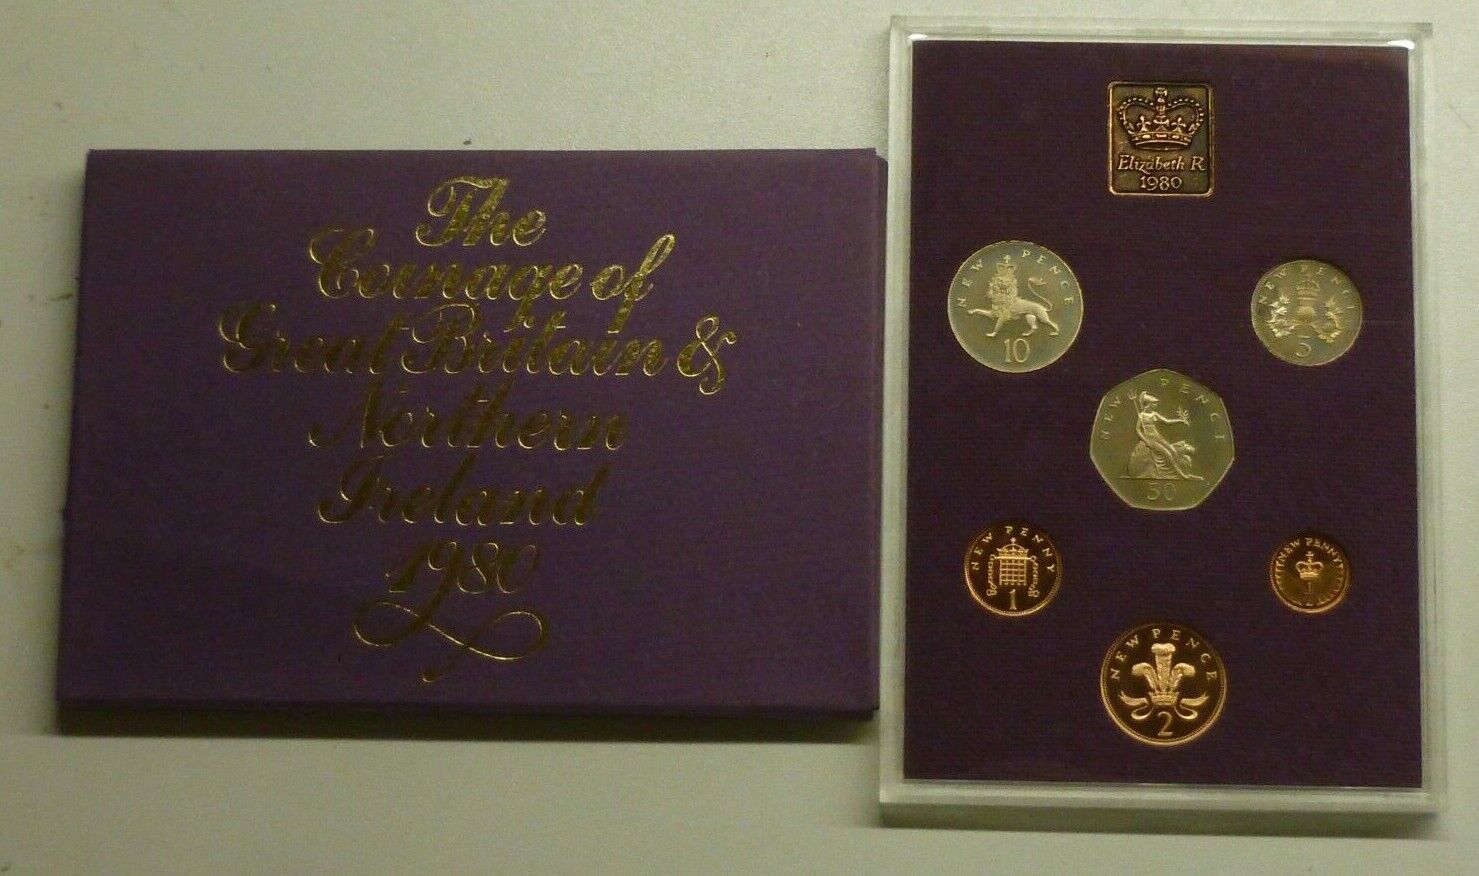 The
Coinage of
Great Britain &
Northern
Ireland
1980
Elizabeth R
1980
NEW PENCE
10
NEW PENCE
5
NEW PENCE
50
NEW PENNY
1
NEW PENNY
NEW PENCE
2